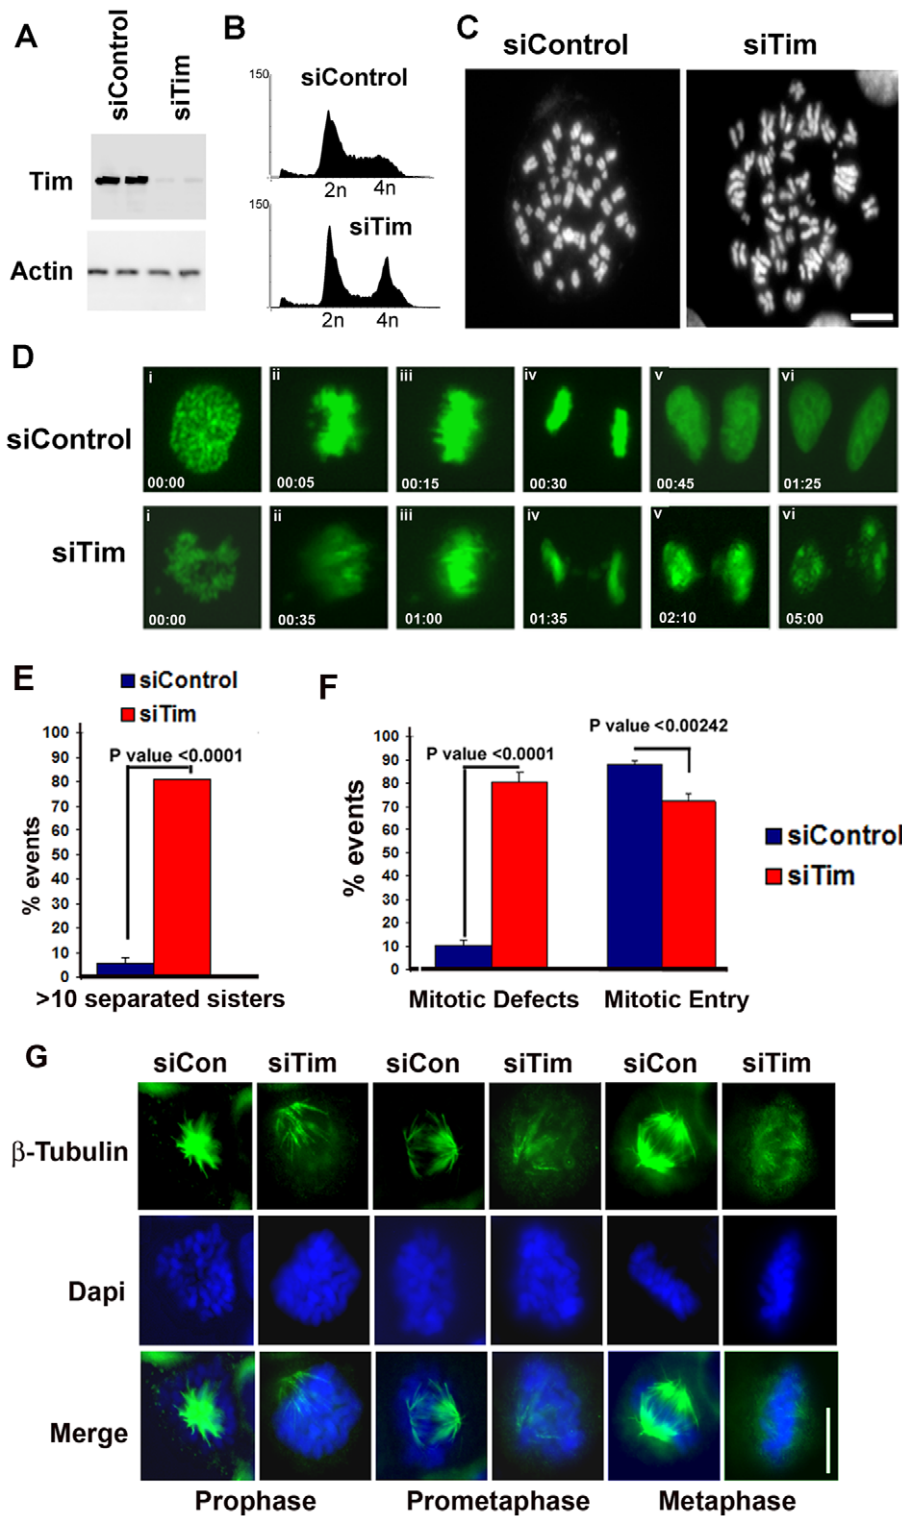 A
siControl
siTim
Tim
Actin
B
150
siControl
2n
4n
150
siTim
2n
4n
C
siControl
siTim
D
siControl
i
00:00
ii
00:05
iii
00:15
iv
00:30
v
00:45
vi
01:25
siTim
i
00:00
ii
00:35
iii
01:00
iv
01:35
v
02:10
vi
05:00
E
siControl
siTim
P value <0.0001
% events
100
90
80
70
60
50
40
30
20
10
0
>10 separated sisters
F
P value <0.0001
P value <0.00242
% events
100
90
80
70
60
50
40
30
20
10
0
Mitotic Defects
Mitotic Entry
siControl
siTim
G
siCon siTim siCon siTim siCon siTim
β-Tubulin
Dapi
Merge
Prophase Prometaphase Metaphase